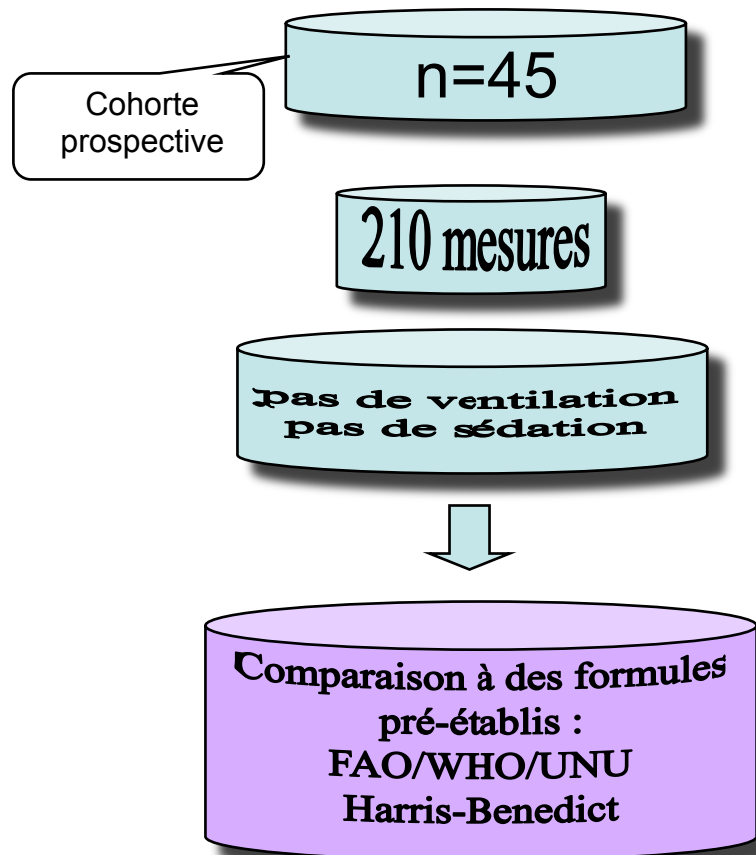 n=45
Cohorte
prospective
210 mesures
pas de ventilation
pas de sédation
Comparaison à des formules
pré-établis :
FAO/WHO/UNU
Harris-Benedict